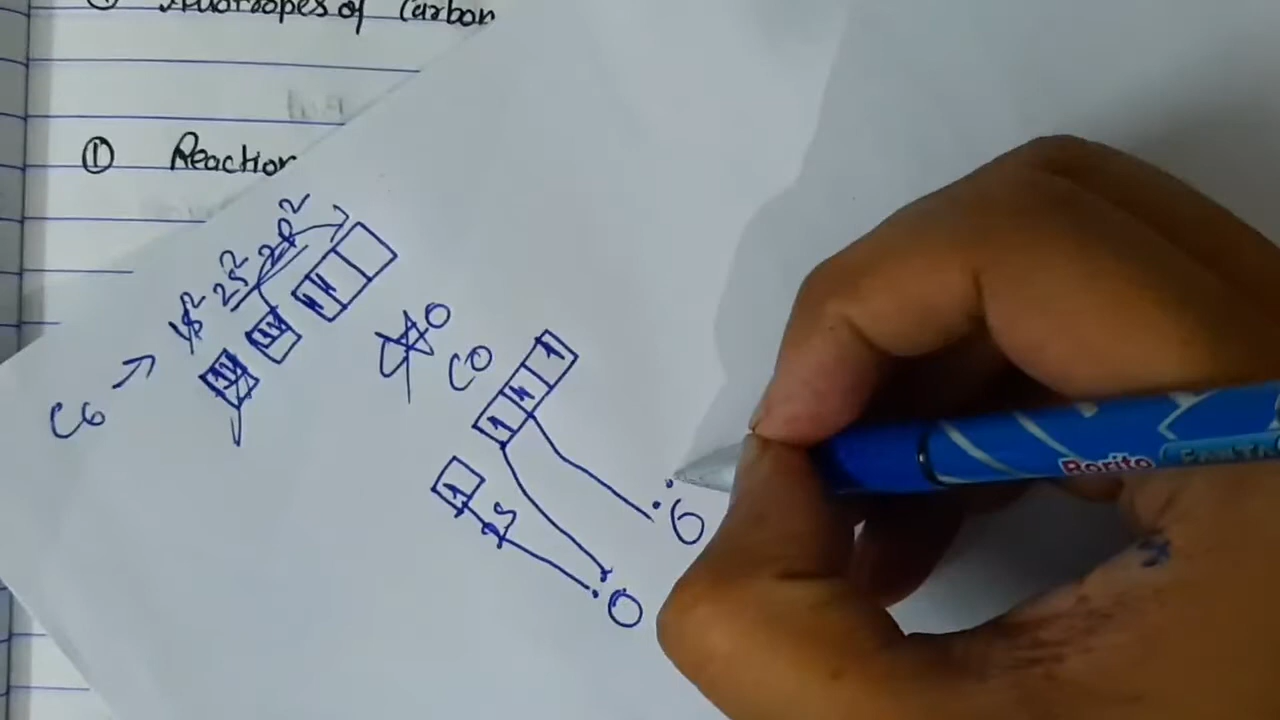 Allotropes of Carbon
① Reaction
C6 → 1s² 2s² 2p²
CO
2s
O
O
Rorito